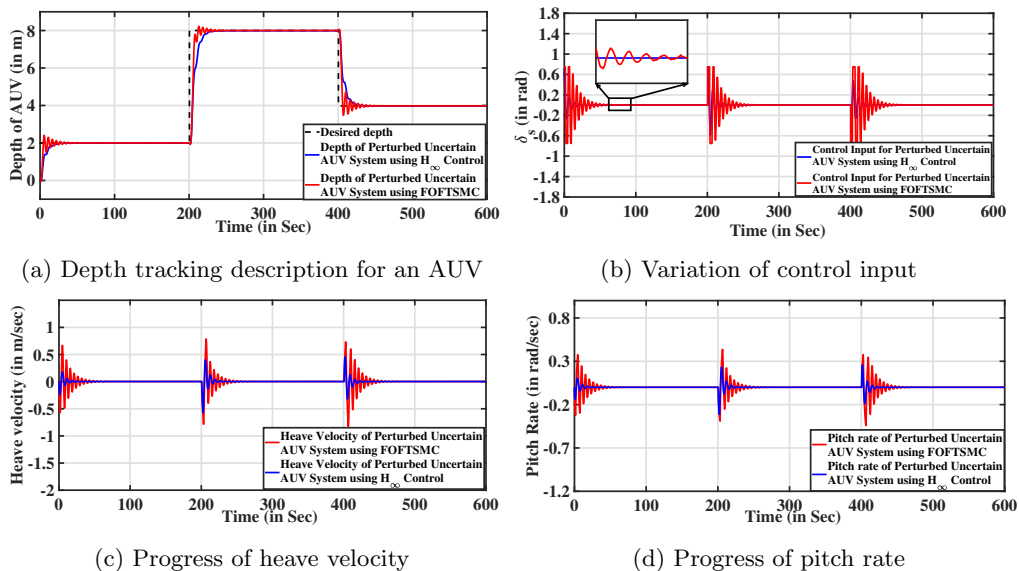 8
6
4
2
0
Depth of AUV (in m)
Desired depth
Depth of Perturbed Uncertain
AUV System using H∞ Control
Depth of Perturbed Uncertain
AUV System using FOFTSMC
0 100 200 300 400 500 600
Time (in Sec)
(a) Depth tracking description for an AUV
1.8
1.4
1
0.6
0.2
-0.2
-0.6
-1
-1.4
-1.8
δs (in rad)
Control Input for Perturbed Uncertain
AUV System using H∞ Control
Control Input for Perturbed Uncertain
AUV System using FOFTSMC
0 100 200 300 400 500 600
Time (in Sec)
(b) Variation of control input
1
0.5
0
-0.5
-1
-1.5
-2
Heave velocity (in m/sec)
Heave Velocity of Perturbed Uncertain
AUV System using FOFTSMC
Heave Velocity of Perturbed Uncertain
AUV System using H∞ Control
0 100 200 300 400 500 600
Time (in Sec)
(c) Progress of heave velocity
0.8
0.3
-0.2
-0.7
-1.2
Pitch Rate (in rad/sec)
Pitch rate of Perturbed Uncertain
AUV System using FOFTSMC
Pitch rate of Perturbed Uncertain
AUV System using H∞ Control
0 100 200 300 400 500 600
Time (in Sec)
(d) Progress of pitch rate